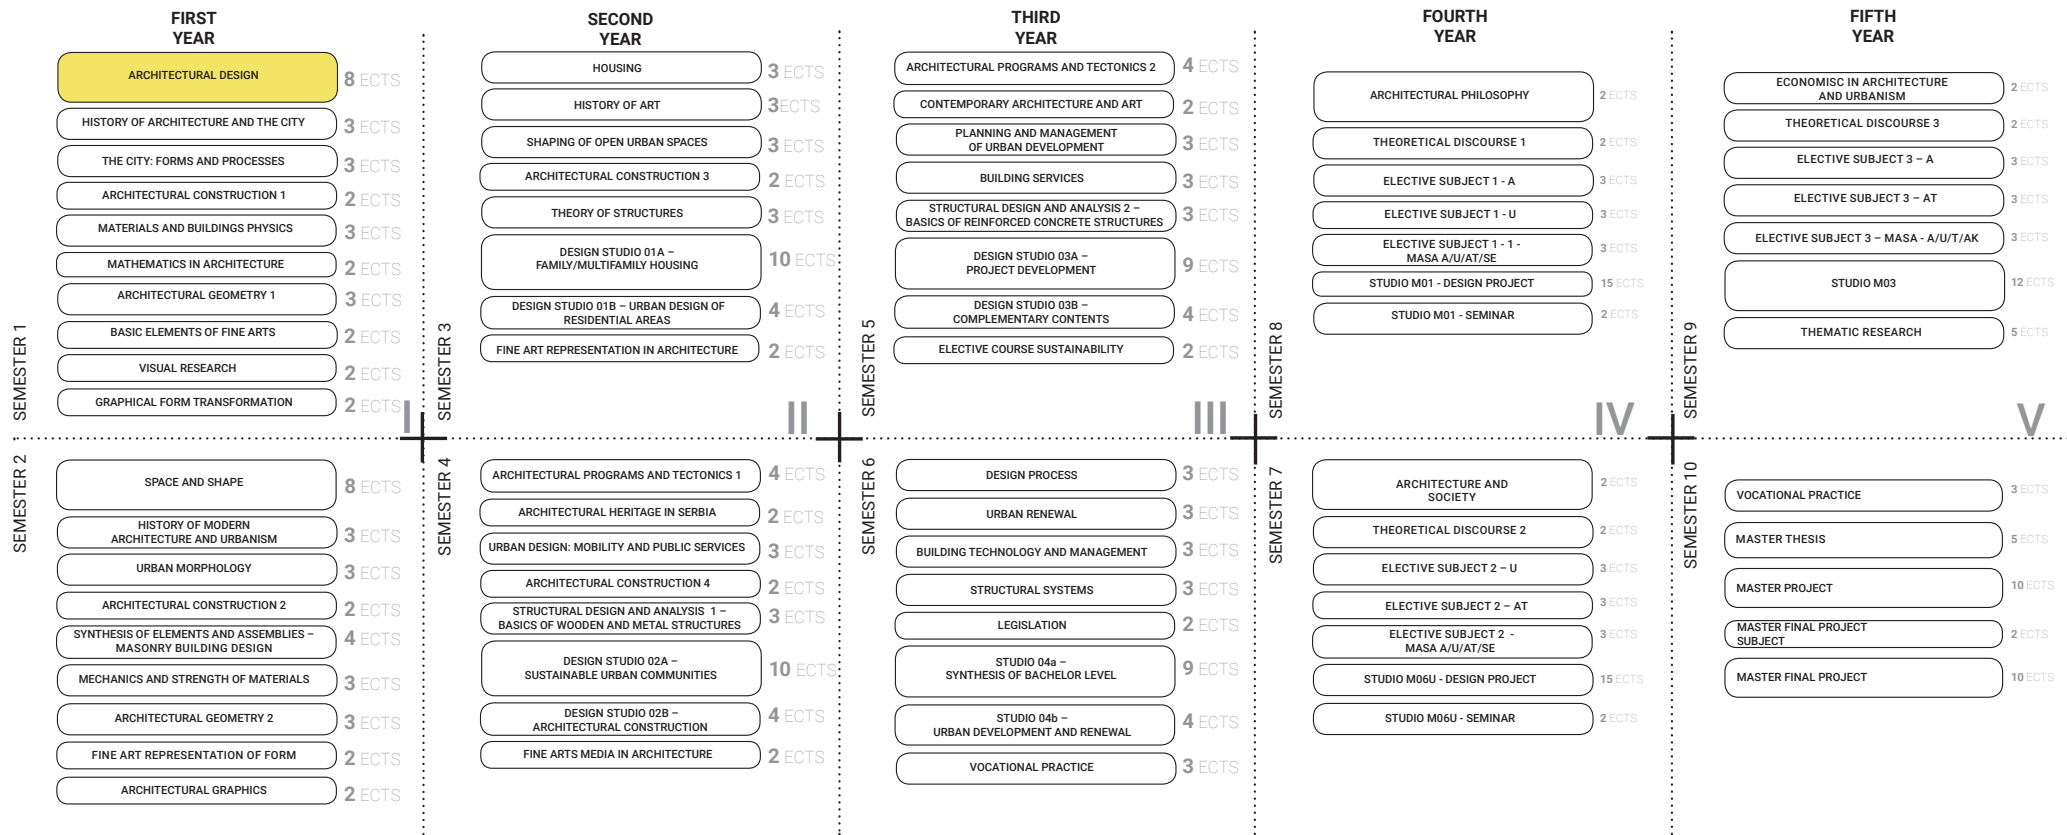 FIRST
YEAR
ARCHITECTURAL DESIGN
8 ECTS
HISTORY OF ARCHITECTURE AND THE CITY
3 ECTS
THE CITY: FORMS AND PROCESSES
3 ECTS
ARCHITECTURAL CONSTRUCTION 1
2 ECTS
MATERIALS AND BUILDINGS PHYSICS
3 ECTS
MATHEMATICS IN ARCHITECTURE
2 ECTS
ARCHITECTURAL GEOMETRY 1
3 ECTS
BASIC ELEMENTS OF FINE ARTS
2 ECTS
VISUAL RESEARCH
2 ECTS
GRAPHICAL FORM TRANSFORMATION
2 ECTS
SEMESTER 1
I
SECOND
YEAR
HOUSING
3 ECTS
HISTORY OF ART
3ECTS
SHAPING OF OPEN URBAN SPACES
3 ECTS
ARCHITECTURAL CONSTRUCTION 3
2 ECTS
THEORY OF STRUCTURES
3 ECTS
DESIGN STUDIO 01A –
FAMILY/MULTIFAMILY HOUSING
10 ECTS
DESIGN STUDIO 01B – URBAN DESIGN OF
RESIDENTIAL AREAS
4 ECTS
FINE ART REPRESENTATION IN ARCHITECTURE
2 ECTS
SEMESTER 3
II
THIRD
YEAR
ARCHITECTURAL PROGRAMS AND TECTONICS 2
4 ECTS
CONTEMPORARY ARCHITECTURE AND ART
2 ECTS
PLANNING AND MANAGEMENT
OF URBAN DEVELOPMENT
3 ECTS
BUILDING SERVICES
3 ECTS
STRUCTURAL DESIGN AND ANALYSIS 2 –
BASICS OF REINFORCED CONCRETE STRUCTURES
3 ECTS
DESIGN STUDIO 03A –
PROJECT DEVELOPMENT
9 ECTS
DESIGN STUDIO 03B –
COMPLEMENTARY CONTENTS
4 ECTS
ELECTIVE COURSE SUSTAINABILITY
2 ECTS
SEMESTER 5
III
FOURTH
YEAR
ARCHITECTURAL PHILOSOPHY
2 ECTS
THEORETICAL DISCOURSE 1
2 ECTS
ELECTIVE SUBJECT 1 - A
3 ECTS
ELECTIVE SUBJECT 1 - U
3 ECTS
ELECTIVE SUBJECT 1 - 1 -
MASA A/U/AT/SE
3 ECTS
STUDIO M01 - DESIGN PROJECT
15 ECTS
STUDIO M01 - SEMINAR
2 ECTS
SEMESTER 8
IV
FIFTH
YEAR
ECONOMISC IN ARCHITECTURE
AND URBANISM
2 ECTS
THEORETICAL DISCOURSE 3
2 ECTS
ELECTIVE SUBJECT 3 – A
3 ECTS
ELECTIVE SUBJECT 3 – AT
3 ECTS
ELECTIVE SUBJECT 3 – MASA - A/U/T/AK
3 ECTS
STUDIO M03
12 ECTS
THEMATIC RESEARCH
5 ECTS
SEMESTER 9
V
SEMESTER 2
SPACE AND SHAPE
8 ECTS
HISTORY OF MODERN
ARCHITECTURE AND URBANISM
3 ECTS
URBAN MORPHOLOGY
3 ECTS
ARCHITECTURAL CONSTRUCTION 2
2 ECTS
SYNTHESIS OF ELEMENTS AND ASSEMBLIES –
MASONRY BUILDING DESIGN
4 ECTS
MECHANICS AND STRENGTH OF MATERIALS
3 ECTS
ARCHITECTURAL GEOMETRY 2
3 ECTS
FINE ART REPRESENTATION OF FORM
2 ECTS
ARCHITECTURAL GRAPHICS
2 ECTS
SEMESTER 4
ARCHITECTURAL PROGRAMS AND TECTONICS 1
4 ECTS
ARCHITECTURAL HERITAGE IN SERBIA
2 ECTS
URBAN DESIGN: MOBILITY AND PUBLIC SERVICES
3 ECTS
ARCHITECTURAL CONSTRUCTION 4
2 ECTS
STRUCTURAL DESIGN AND ANALYSIS 1 –
BASICS OF WOODEN AND METAL STRUCTURES
3 ECTS
DESIGN STUDIO 02A –
SUSTAINABLE URBAN COMMUNITIES
10 ECTS
DESIGN STUDIO 02B –
ARCHITECTURAL CONSTRUCTION
4 ECTS
FINE ARTS MEDIA IN ARCHITECTURE
2 ECTS
SEMESTER 6
DESIGN PROCESS
3 ECTS
URBAN RENEWAL
3 ECTS
BUILDING TECHNOLOGY AND MANAGEMENT
3 ECTS
STRUCTURAL SYSTEMS
3 ECTS
LEGISLATION
2 ECTS
STUDIO 04a –
SYNTHESIS OF BACHELOR LEVEL
9 ECTS
STUDIO 04b –
URBAN DEVELOPMENT AND RENEWAL
4 ECTS
VOCATIONAL PRACTICE
3 ECTS
SEMESTER 7
ARCHITECTURE AND
SOCIETY
2 ECTS
THEORETICAL DISCOURSE 2
2 ECTS
ELECTIVE SUBJECT 2 – U
3 ECTS
ELECTIVE SUBJECT 2 – AT
3 ECTS
ELECTIVE SUBJECT 2 -
MASA A/U/AT/SE
3 ECTS
STUDIO M06U - DESIGN PROJECT
15 ECTS
STUDIO M06U - SEMINAR
2 ECTS
SEMESTER 10
VOCATIONAL PRACTICE
3 ECTS
MASTER THESIS
5 ECTS
MASTER PROJECT
10 ECTS
MASTER FINAL PROJECT
SUBJECT
2 ECTS
MASTER FINAL PROJECT
10 ECTS